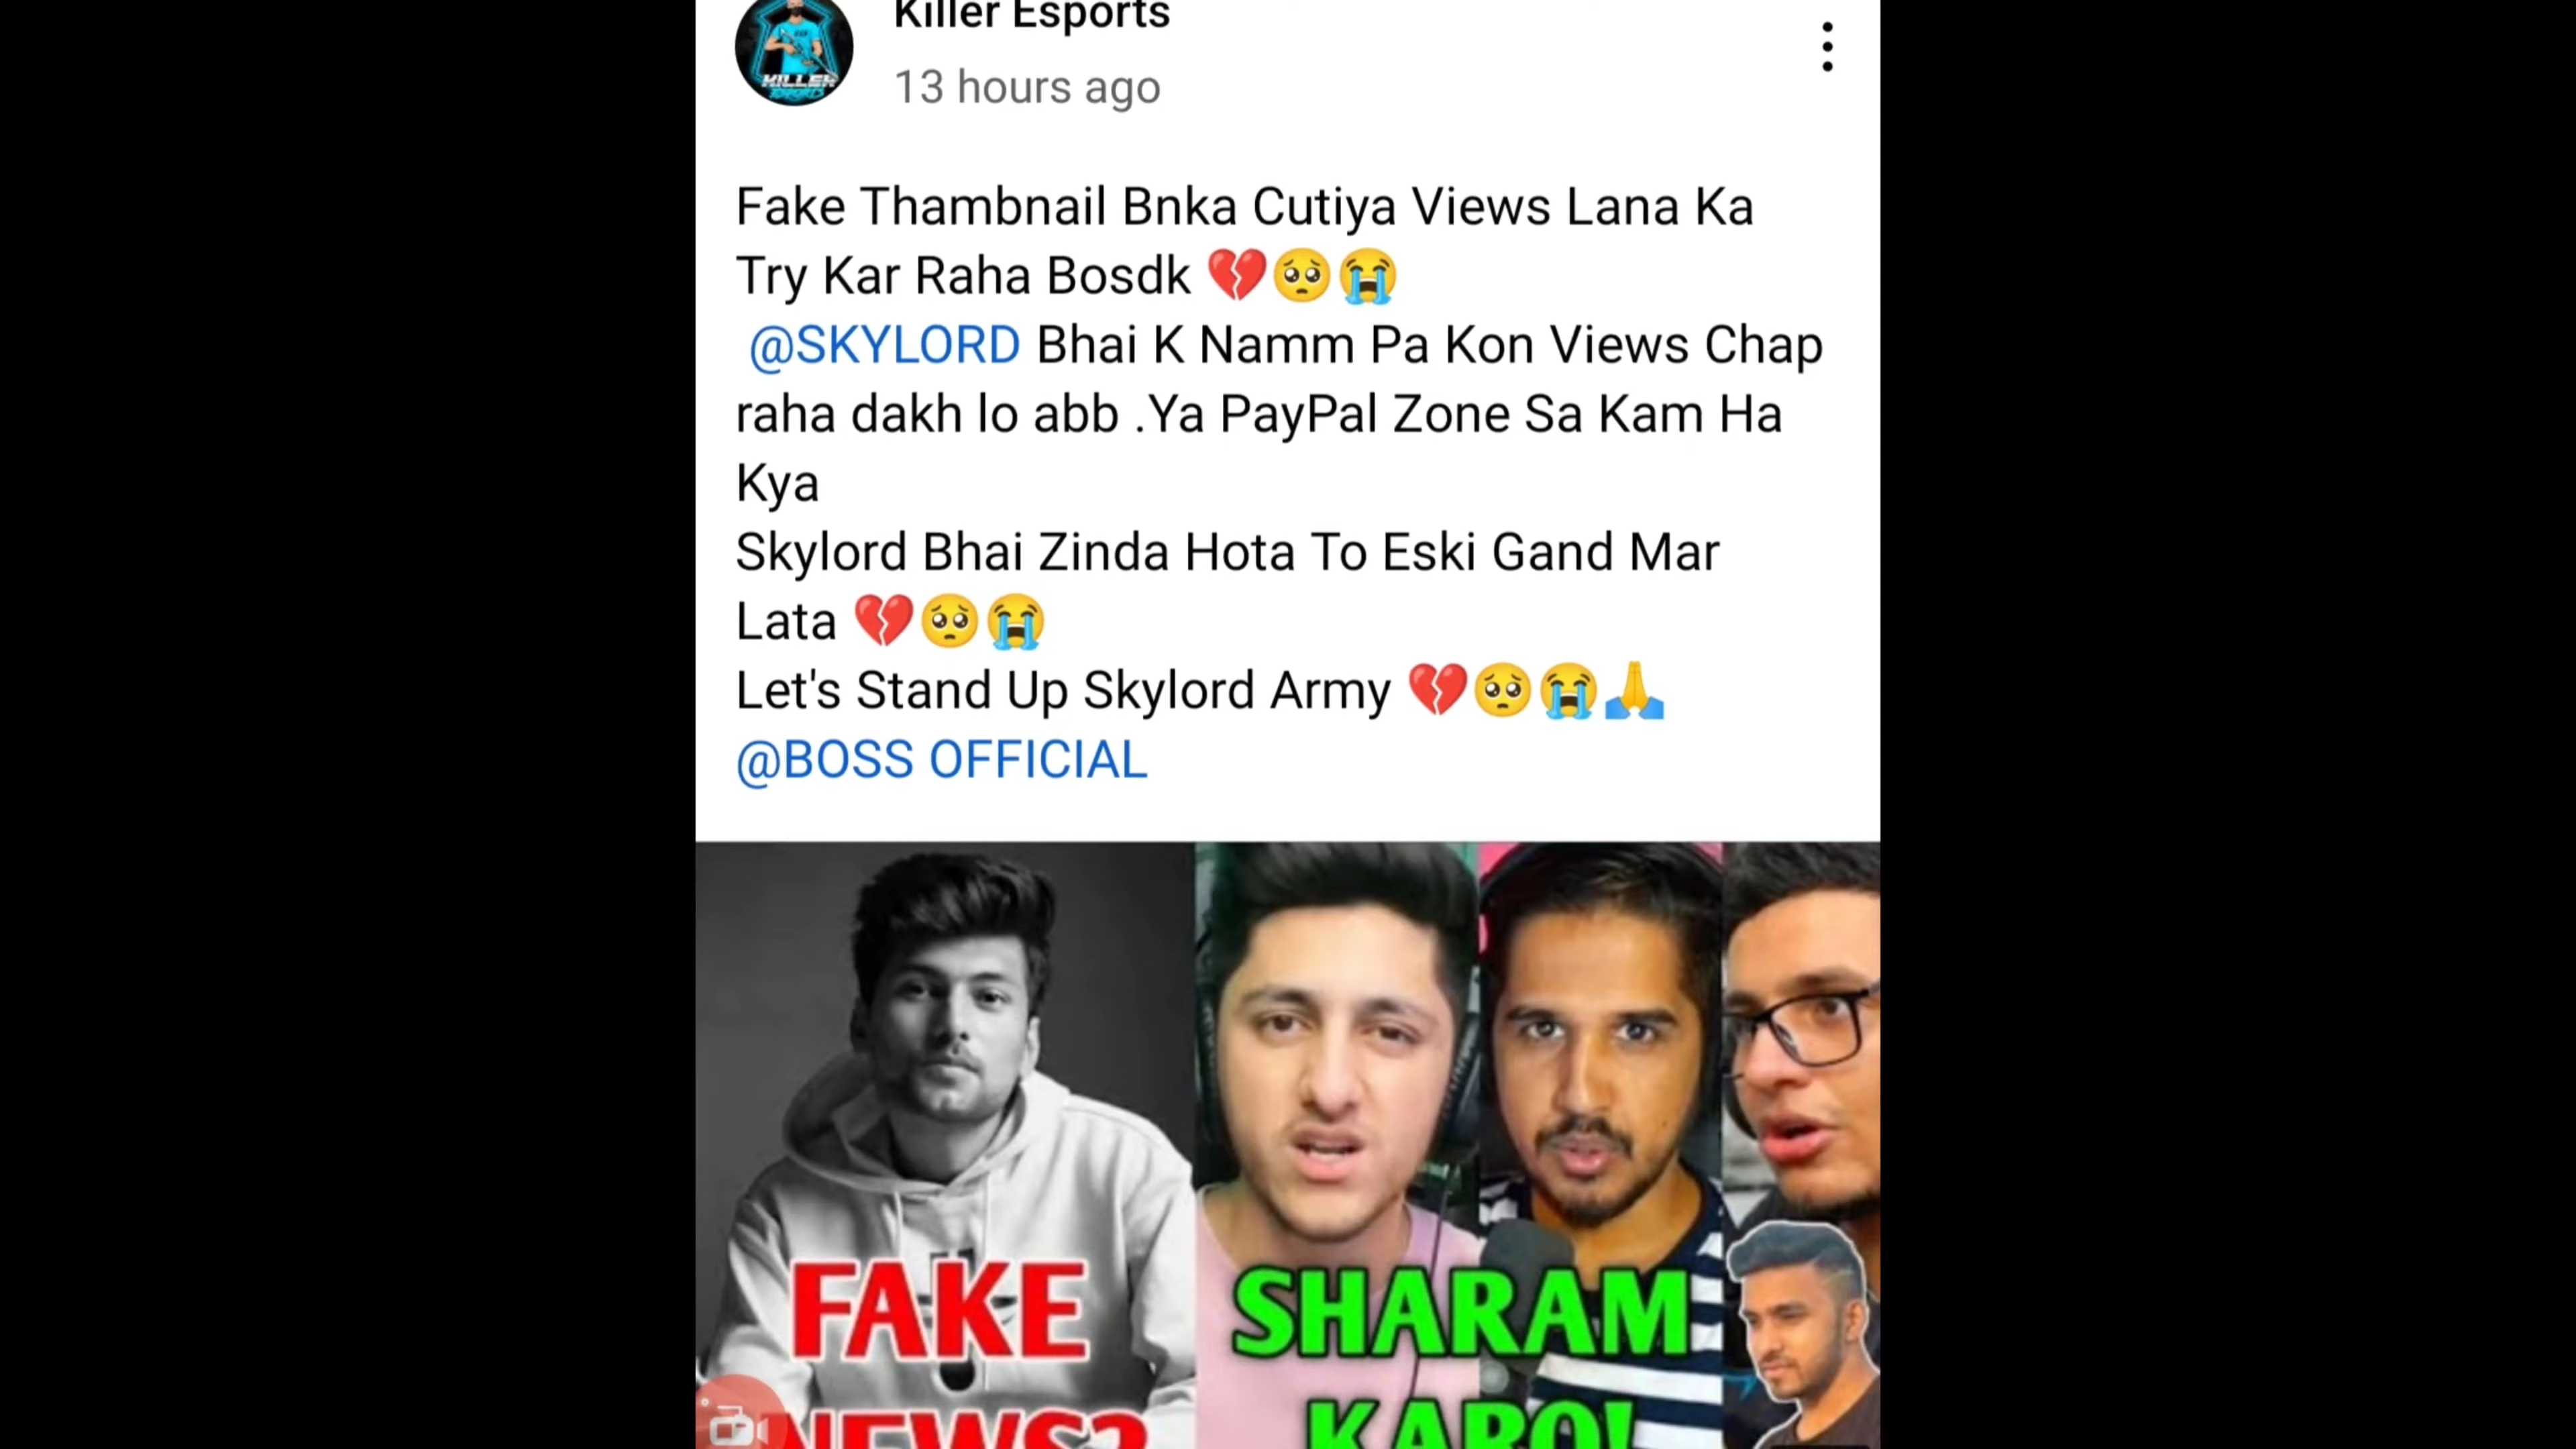 Killer Esports
13 hours ago
KILLER
ESPORTS
Fake Thambnail Bnka Cutiya Views Lana Ka
Try Kar Raha Bosdk 💔🥺😭
@SKYLORD Bhai K Namm Pa Kon Views Chap
raha dakh lo abb .Ya PayPal Zone Sa Kam Ha
Kya
Skylord Bhai Zinda Hota To Eski Gand Mar
Lata 💔🥺😭
Let's Stand Up Skylord Army 💔🥺😭🙏
@BOSS OFFICIAL
FAKE
NEWS?
SHARAM
KARO!